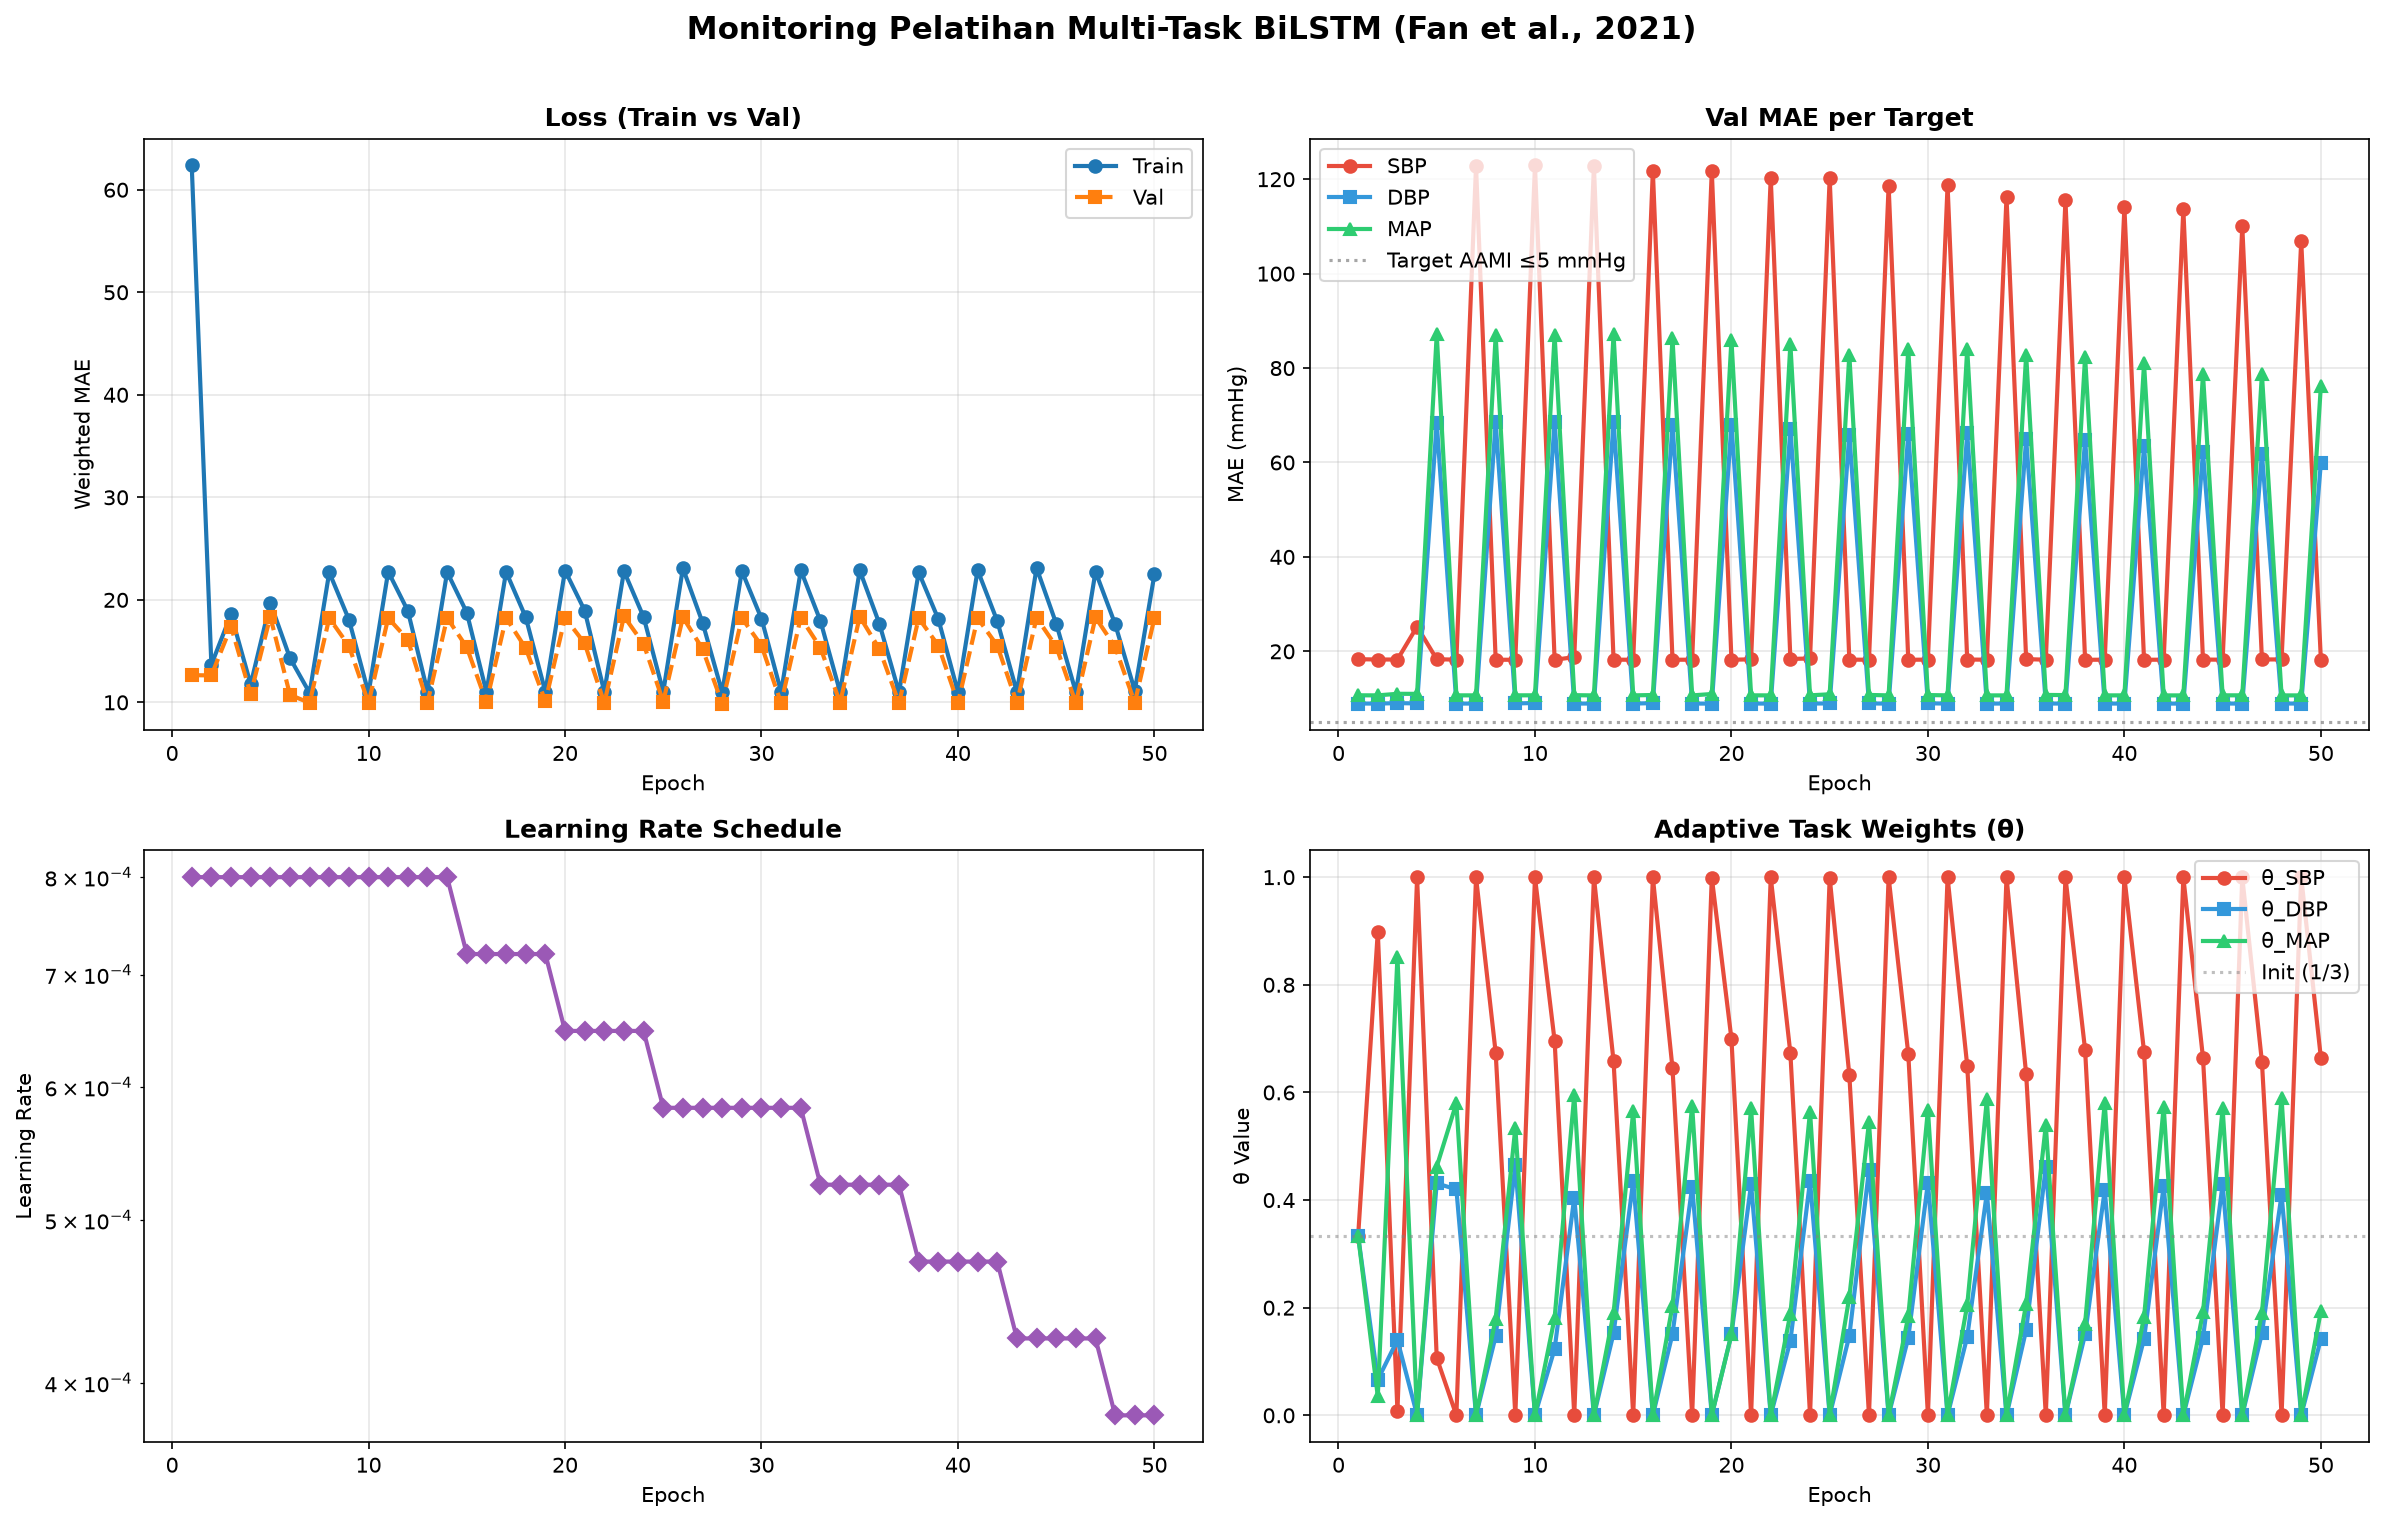 Monitoring Pelatihan Multi-Task BiLSTM (Fan et al., 2021)
Loss (Train vs Val)
Train
Val
Weighted MAE
60
50
40
30
20
10
0
10
20
30
40
50
Epoch
Val MAE per Target
SBP
DBP
MAP
Target AAMI ≤5 mmHg
MAE (mmHg)
120
100
80
60
40
20
0
10
20
30
40
50
Epoch
Learning Rate Schedule
Learning Rate
8 × 10⁻⁴
7 × 10⁻⁴
6 × 10⁻⁴
5 × 10⁻⁴
4 × 10⁻⁴
0
10
20
30
40
50
Epoch
Adaptive Task Weights (θ)
θ_SBP
θ_DBP
θ_MAP
Init (1/3)
θ Value
1.0
0.8
0.6
0.4
0.2
0.0
0
10
20
30
40
50
Epoch